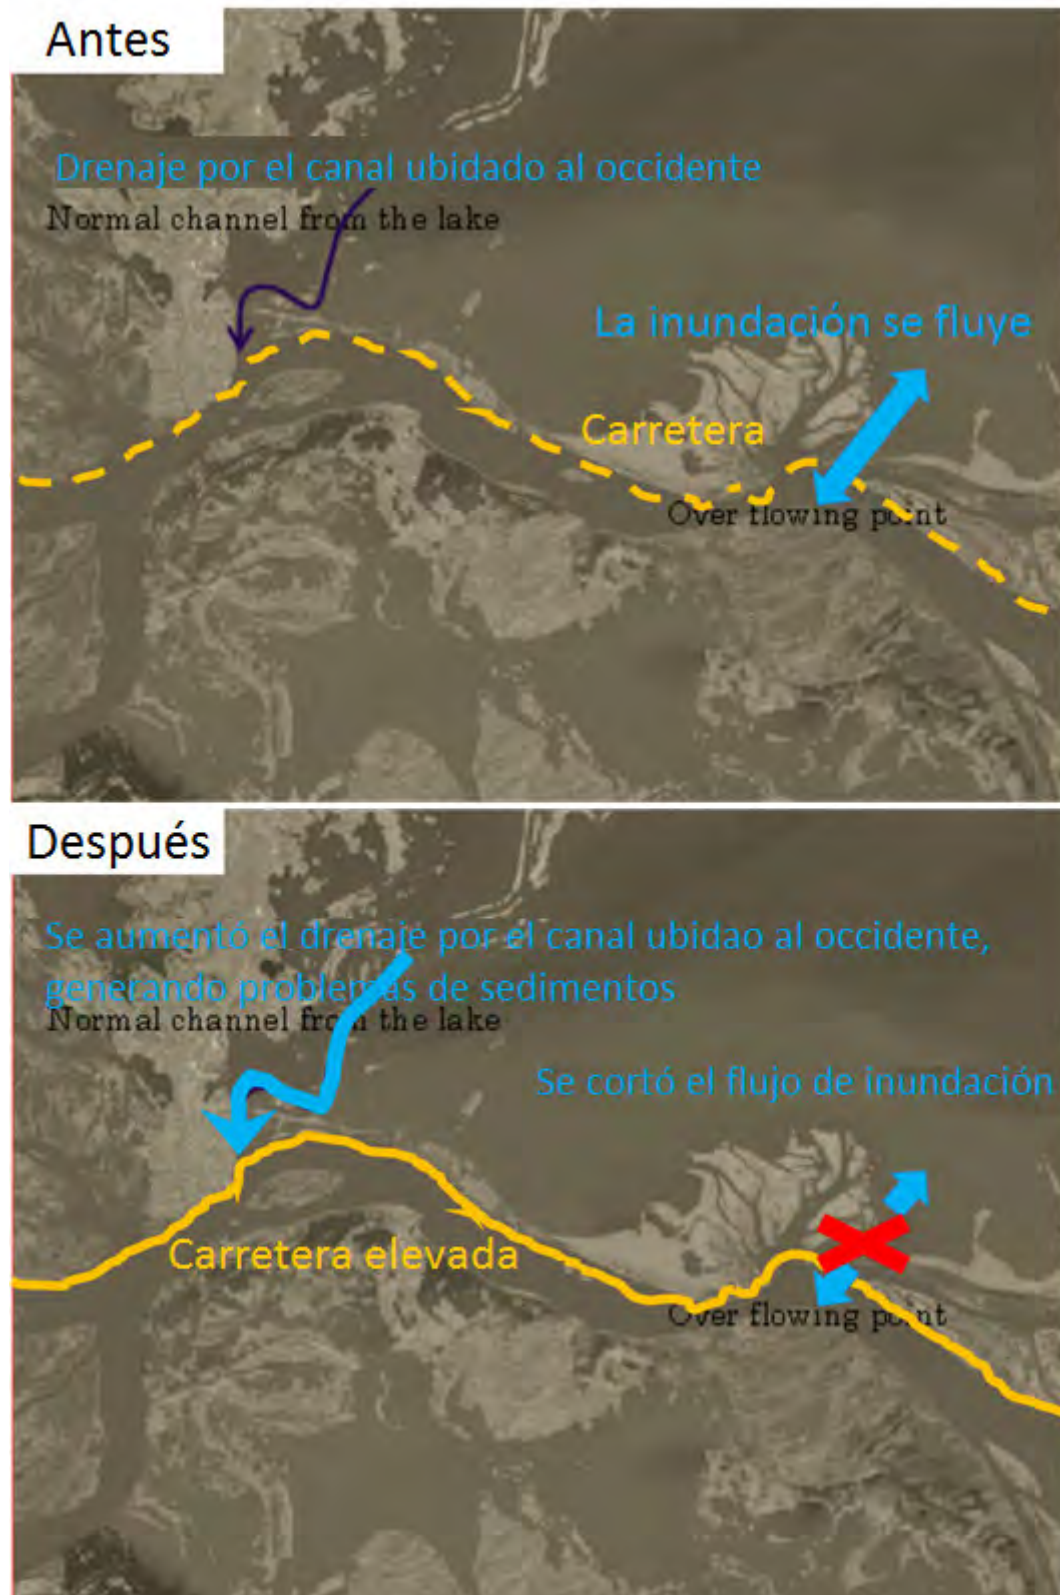 Antes
Drenaje por el canal ubidado al occidente
Normal channel from the lake
La inundación se fluye
Carretera
Over flowing point
Después
Se aumentó el drenaje por el canal ubidao al occidente,
generando problemas de sedimentos
Normal channel from the lake
Se cortó el flujo de inundación
Carretera elevada
Over flowing point